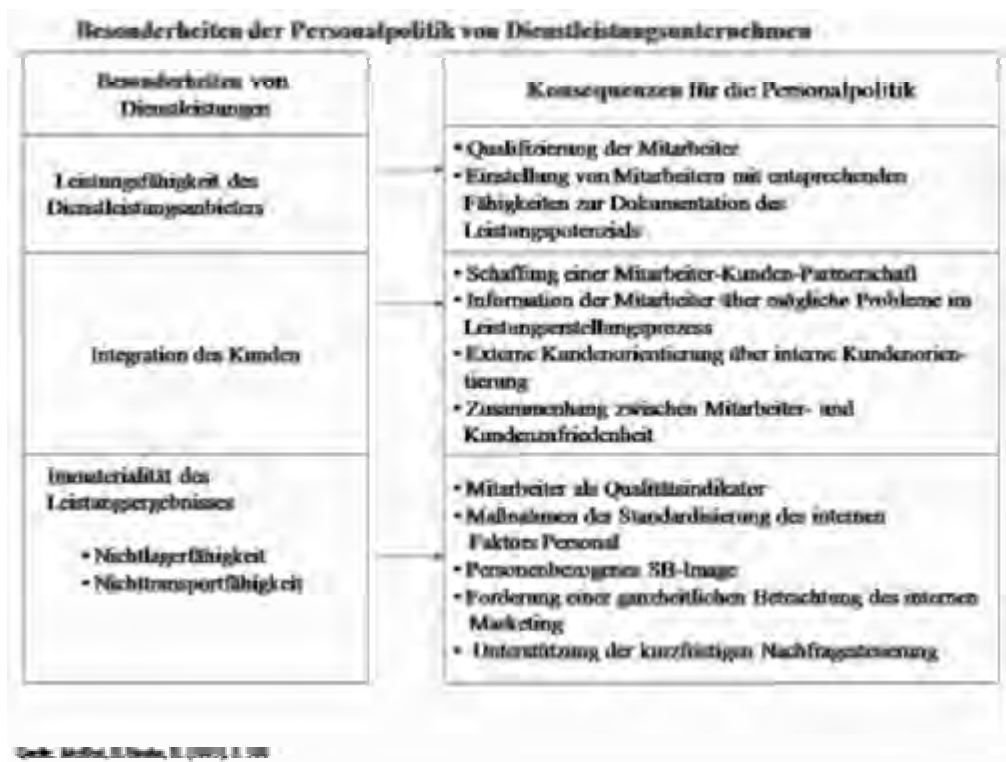 Besonderheiten der Personalpolitik von Dienstleistungsunternehmen
Besonderheiten von
Dienstleistungen
Konsequenzen für die Personalpolitik
Leistungsfähigkeit des
Dienstleistungsanbieters
• Qualifizierung der Mitarbeiter
• Einstellung von Mitarbeitern mit entsprechenden
Fähigkeiten zur Dokumentation des
Leistungspotenzials
Integration des Kunden
• Schaffung einer Mitarbeiter-Kunden-Partnerschaft
• Information der Mitarbeiter über mögliche Probleme im
Leistungserstellungsprozess
• Externe Kundenorientierung über interne Kundenorien-
tierung
• Zusammenhang zwischen Mitarbeiter- und
Kundenzufriedenheit
Immaterialität des
Leistungsergebnisses
• Nichtlagerfähigkeit
• Nichttransportfähigkeit
• Mitarbeiter als Qualitätsindikator
• Maßnahmen der Standardisierung des internen
Faktors Personal
• Personenbezogenes SB-Image
• Forderung einer ganzheitlichen Betrachtung des internen
Marketing
• Unterstützung der kurzfristigen Nachfragesteuerung
Quelle: